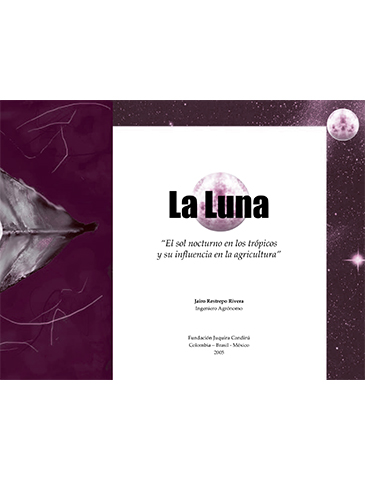 La Luna
“El sol nocturno en los trópicos
y su influencia en la agricultura”
Jairo Restrepo Rivera
Ingeniero Agrónomo
Fundación Juquira Candirú
Colombia - Brasil - México
2005